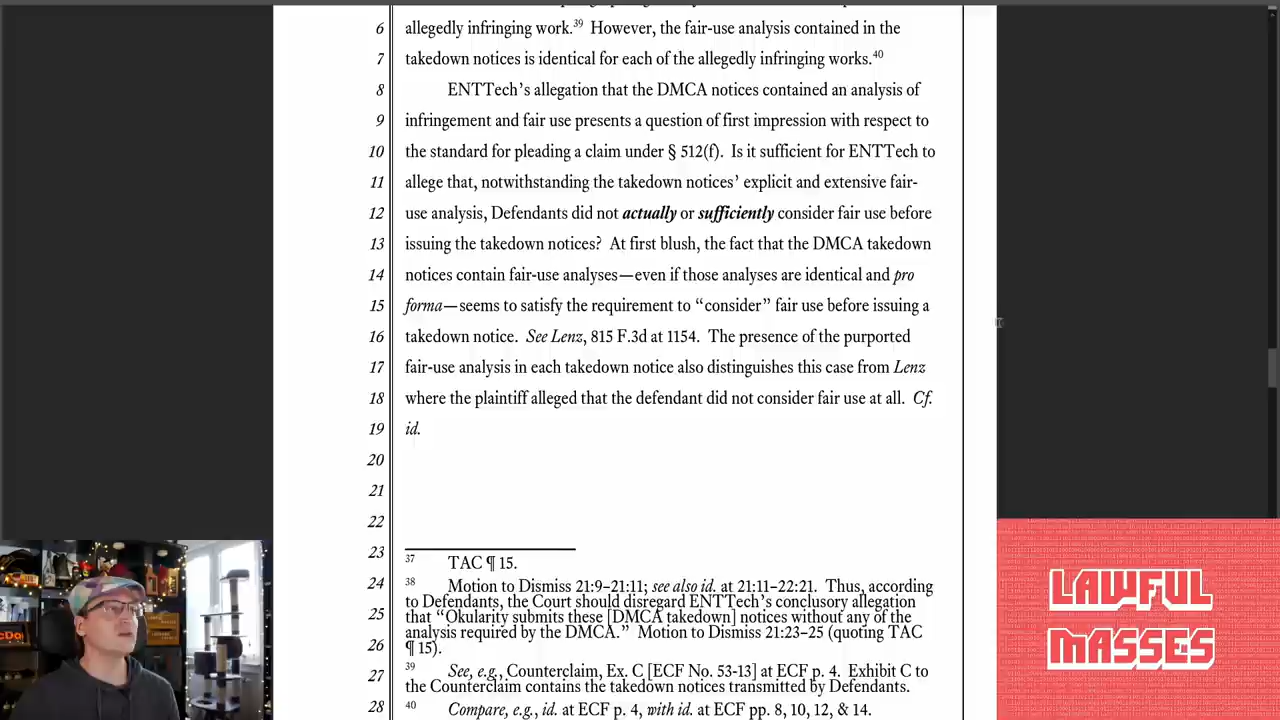 6 allegedly infringing work.39 However, the fair-use analysis contained in the
7 takedown notices is identical for each of the allegedly infringing works.40
8 ENTTech's allegation that the DMCA notices contained an analysis of
9 infringement and fair use presents a question of first impression with respect to
10 the standard for pleading a claim under § 512(f). Is it sufficient for ENTTech to
11 allege that, notwithstanding the takedown notices' explicit and extensive fair-
12 use analysis, Defendants did not actually or sufficiently consider fair use before
13 issuing the takedown notices? At first blush, the fact that the DMCA takedown
14 notices contain fair-use analyses—even if those analyses are identical and pro
15 forma—seems to satisfy the requirement to “consider” fair use before issuing a
16 takedown notice. See Lenz, 815 F.3d at 1154. The presence of the purported
17 fair-use analysis in each takedown notice also distinguishes this case from Lenz
18 where the plaintiff alleged that the defendant did not consider fair use at all. Cf.
19 id.
20
21
22
23
37 TAC ¶ 15.
24
38 Motion to Dismiss 21:9–21:11; see also id. at 21:11–22:21. Thus, according
to Defendants, the Court should disregard ENTTech's conclusory allegation
25
that “Okularity submits these [DMCA takedown] notices without any of the
analysis required by the DMCA.” Motion to Dismiss 21:23–25 (quoting TAC
26
¶ 15).
27
39 See, e.g., Counterclaim, Ex. C [ECF No. 53-13] at ECF p. 4. Exhibit C to
the Counterclaim contains the takedown notices transmitted by Defendants.
28
40 Compare, e.g., id. at ECF p. 4, with id. at ECF pp. 8, 10, 12, & 14.
LAWFUL
MASSES